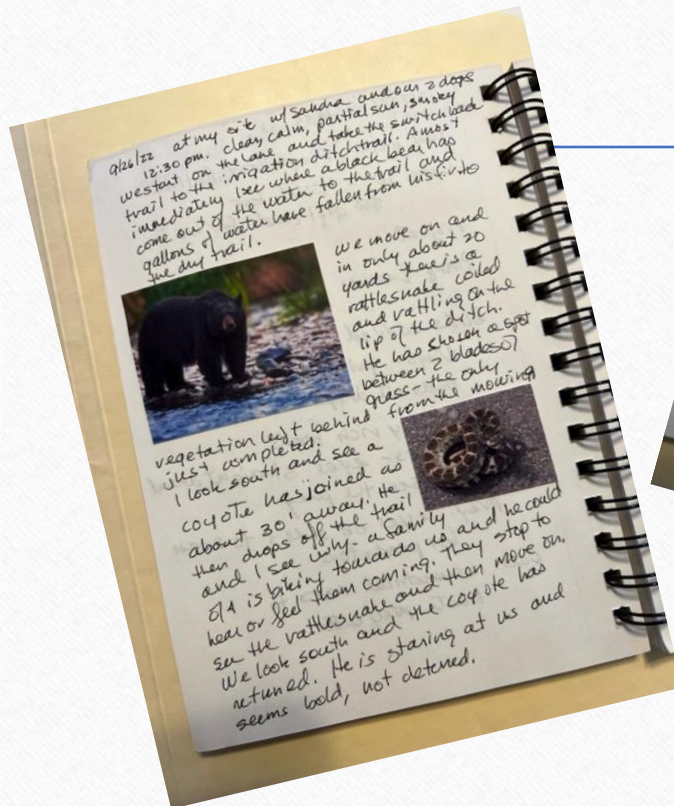 9/26/22 at my site w/ Sandra and our 2 dogs
12:30 pm. clear, calm, partial sun, smoky
we start on the lane and take the switchback
trail to the irrigation ditch trail. Almost
immediately I see where a black bear has
come out of the water to the trail and
gallons of water have fallen from his fur to
the dry trail.
We move on and
in only about 20
yards there is a
rattlesnake coiled
and rattling on the
lip of the ditch.
He has chosen a spot
between 2 blades of
grass - the only
vegetation left behind from the mowing
just completed.
I look south and see a
coyote has joined us
about 30' away. He
then drops off the trail
and I see why. a family
of 4 is biking towards us and he could
hear or feel them coming. They stop to
see the rattlesnake and then move on.
We look south and the coyote has
returned. He is staring at us and
seems bold, not deterred.